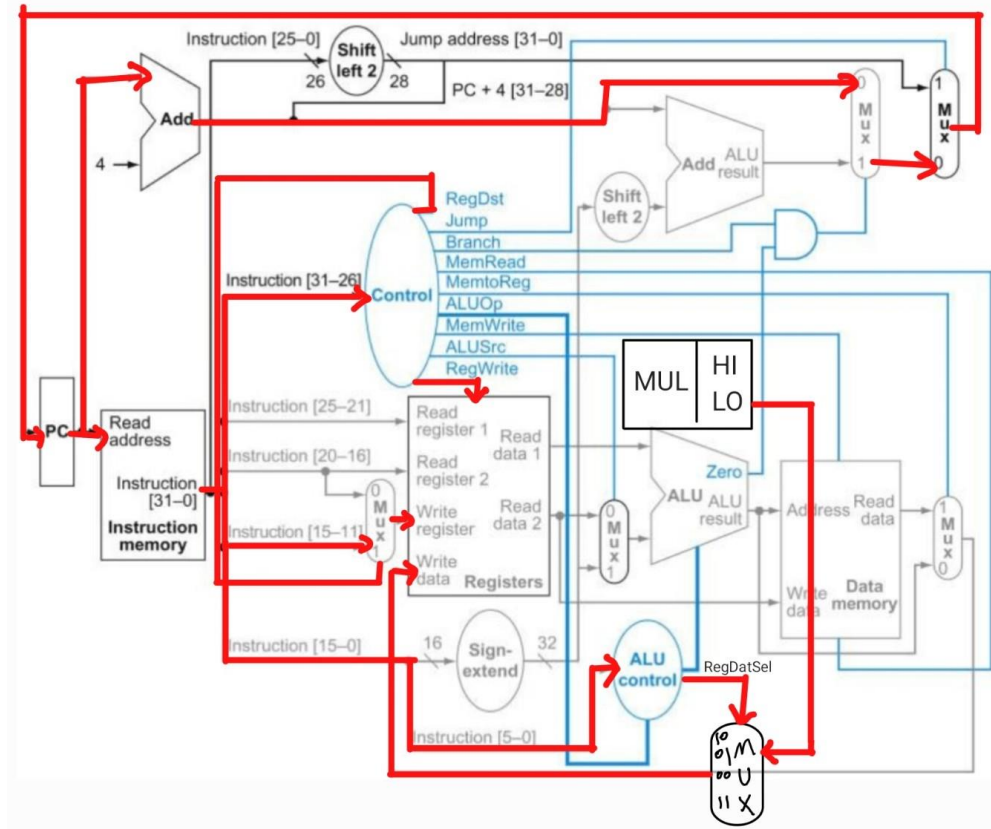 Instruction [25–0]
Shift
left 2
Jump address [31–0]
26
28
PC + 4 [31–28]
Add
4
0
M
u
x
1
1
M
u
x
0
Add
ALU
result
Shift
left 2
RegDst
Jump
Branch
MemRead
MemtoReg
ALUOp
MemWrite
ALUSrc
RegWrite
Instruction [31–26]
Control
MUL
HI
LO
PC
Read
address
Instruction
[31–0]
Instruction
memory
Instruction [25–21]
Instruction [20–16]
Instruction [15–11]
0
M
u
x
1
Read
register 1
Read
register 2
Write
register
Write
data
Read
data 1
Read
data 2
Registers
0
M
u
x
1
Zero
ALU
ALU
result
Address
Read
data
Write
data
Data
memory
1
M
u
x
0
Instruction [15–0]
16
Sign-
extend
32
ALU
control
RegDatSel
Instruction [5–0]
10
01 M
00 U
11 X